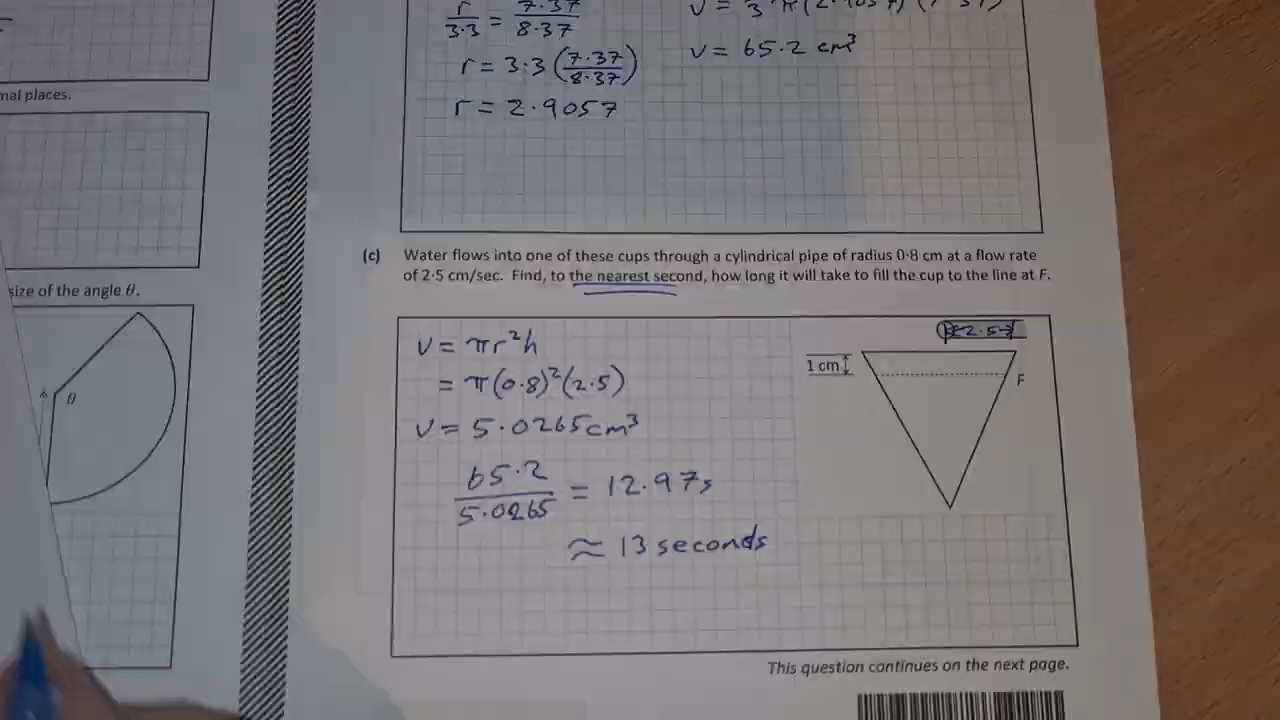 mal places.
size of the angle θ.
θ
r/3·3 = 7·37/8·37
r = 3·3 (7·37/8·37)
r = 2·9057
V = 65·2 cm³
(c) Water flows into one of these cups through a cylindrical pipe of radius 0·8 cm at a flow rate
of 2·5 cm/sec. Find, to the nearest second, how long it will take to fill the cup to the line at F.
V = πr²h
= π(0·8)²(2·5)
V = 5·0265cm³
65·2/5·0265 = 12·97s
≈ 13 seconds
1 cm
F
This question continues on the next page.